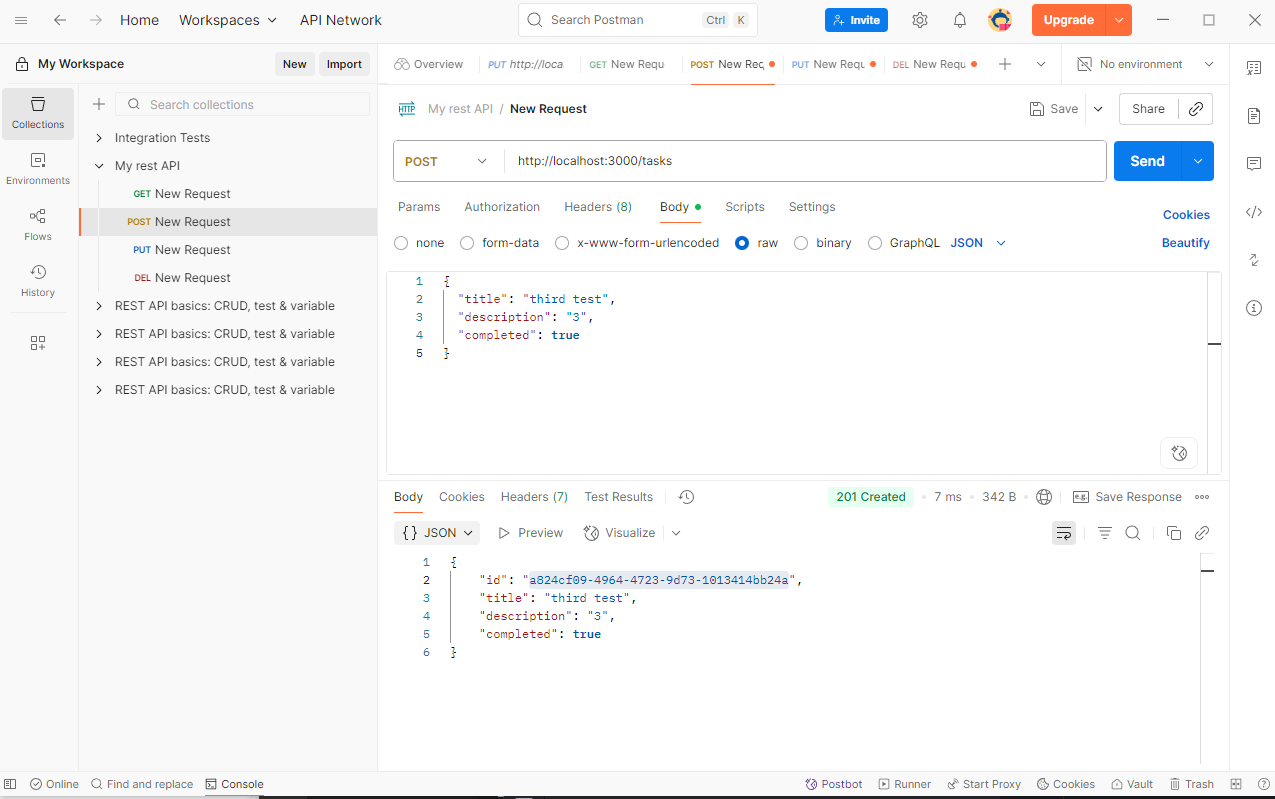 Home Workspaces API Network Search Postman Ctrl K Invite Upgrade
My Workspace New Import
Overview PUT http://loca GET New Requ POST New Rec PUT New Requ DEL New Requ No environment
Collections
Search collections
Environments
Flows
History
Integration Tests
My rest API
GET New Request
POST New Request
PUT New Request
DEL New Request
REST API basics: CRUD, test & variable
REST API basics: CRUD, test & variable
REST API basics: CRUD, test & variable
REST API basics: CRUD, test & variable
HTTP My rest API / New Request Save Share
POST http://localhost:3000/tasks Send
Params Authorization Headers (8) Body Scripts Settings Cookies
none form-data x-www-form-urlencoded raw binary GraphQL JSON Beautify
1 {
2 "title": "third test",
3 "description": "3",
4 "completed": true
5 }
Body Cookies Headers (7) Test Results 201 Created 7 ms 342 B e.g. Save Response
{} JSON Preview Visualize
1 {
2 "id": "a824cf09-4964-4723-9d73-1013414bb24a",
3 "title": "third test",
4 "description": "3",
5 "completed": true
6 }
Online Find and replace Console Postbot Runner Start Proxy Cookies Vault Trash